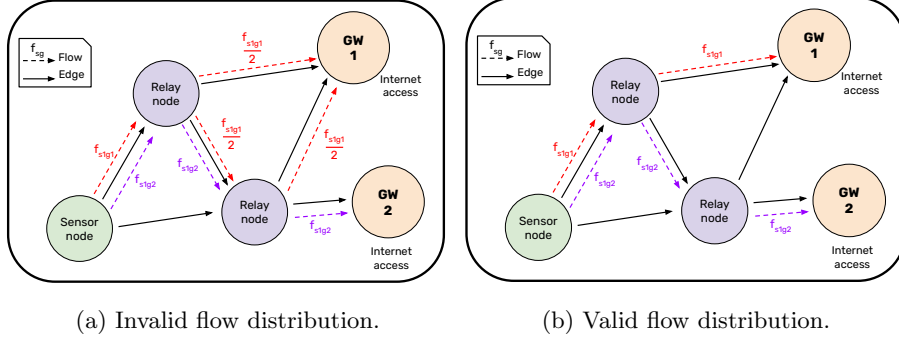 f_sg
Flow
Edge
Relay
node
f_s1g1
2
GW
1
Internet
access
f_s1g1
f_s1g2
f_s1g1
2
f_s1g2
f_s1g1
2
Sensor
node
Relay
node
f_s1g2
GW
2
Internet
access
(a) Invalid flow distribution.
f_sg
Flow
Edge
Relay
node
f_s1g1
GW
1
Internet
access
f_s1g1
f_s1g2
f_s1g2
Sensor
node
Relay
node
f_s1g2
GW
2
Internet
access
(b) Valid flow distribution.